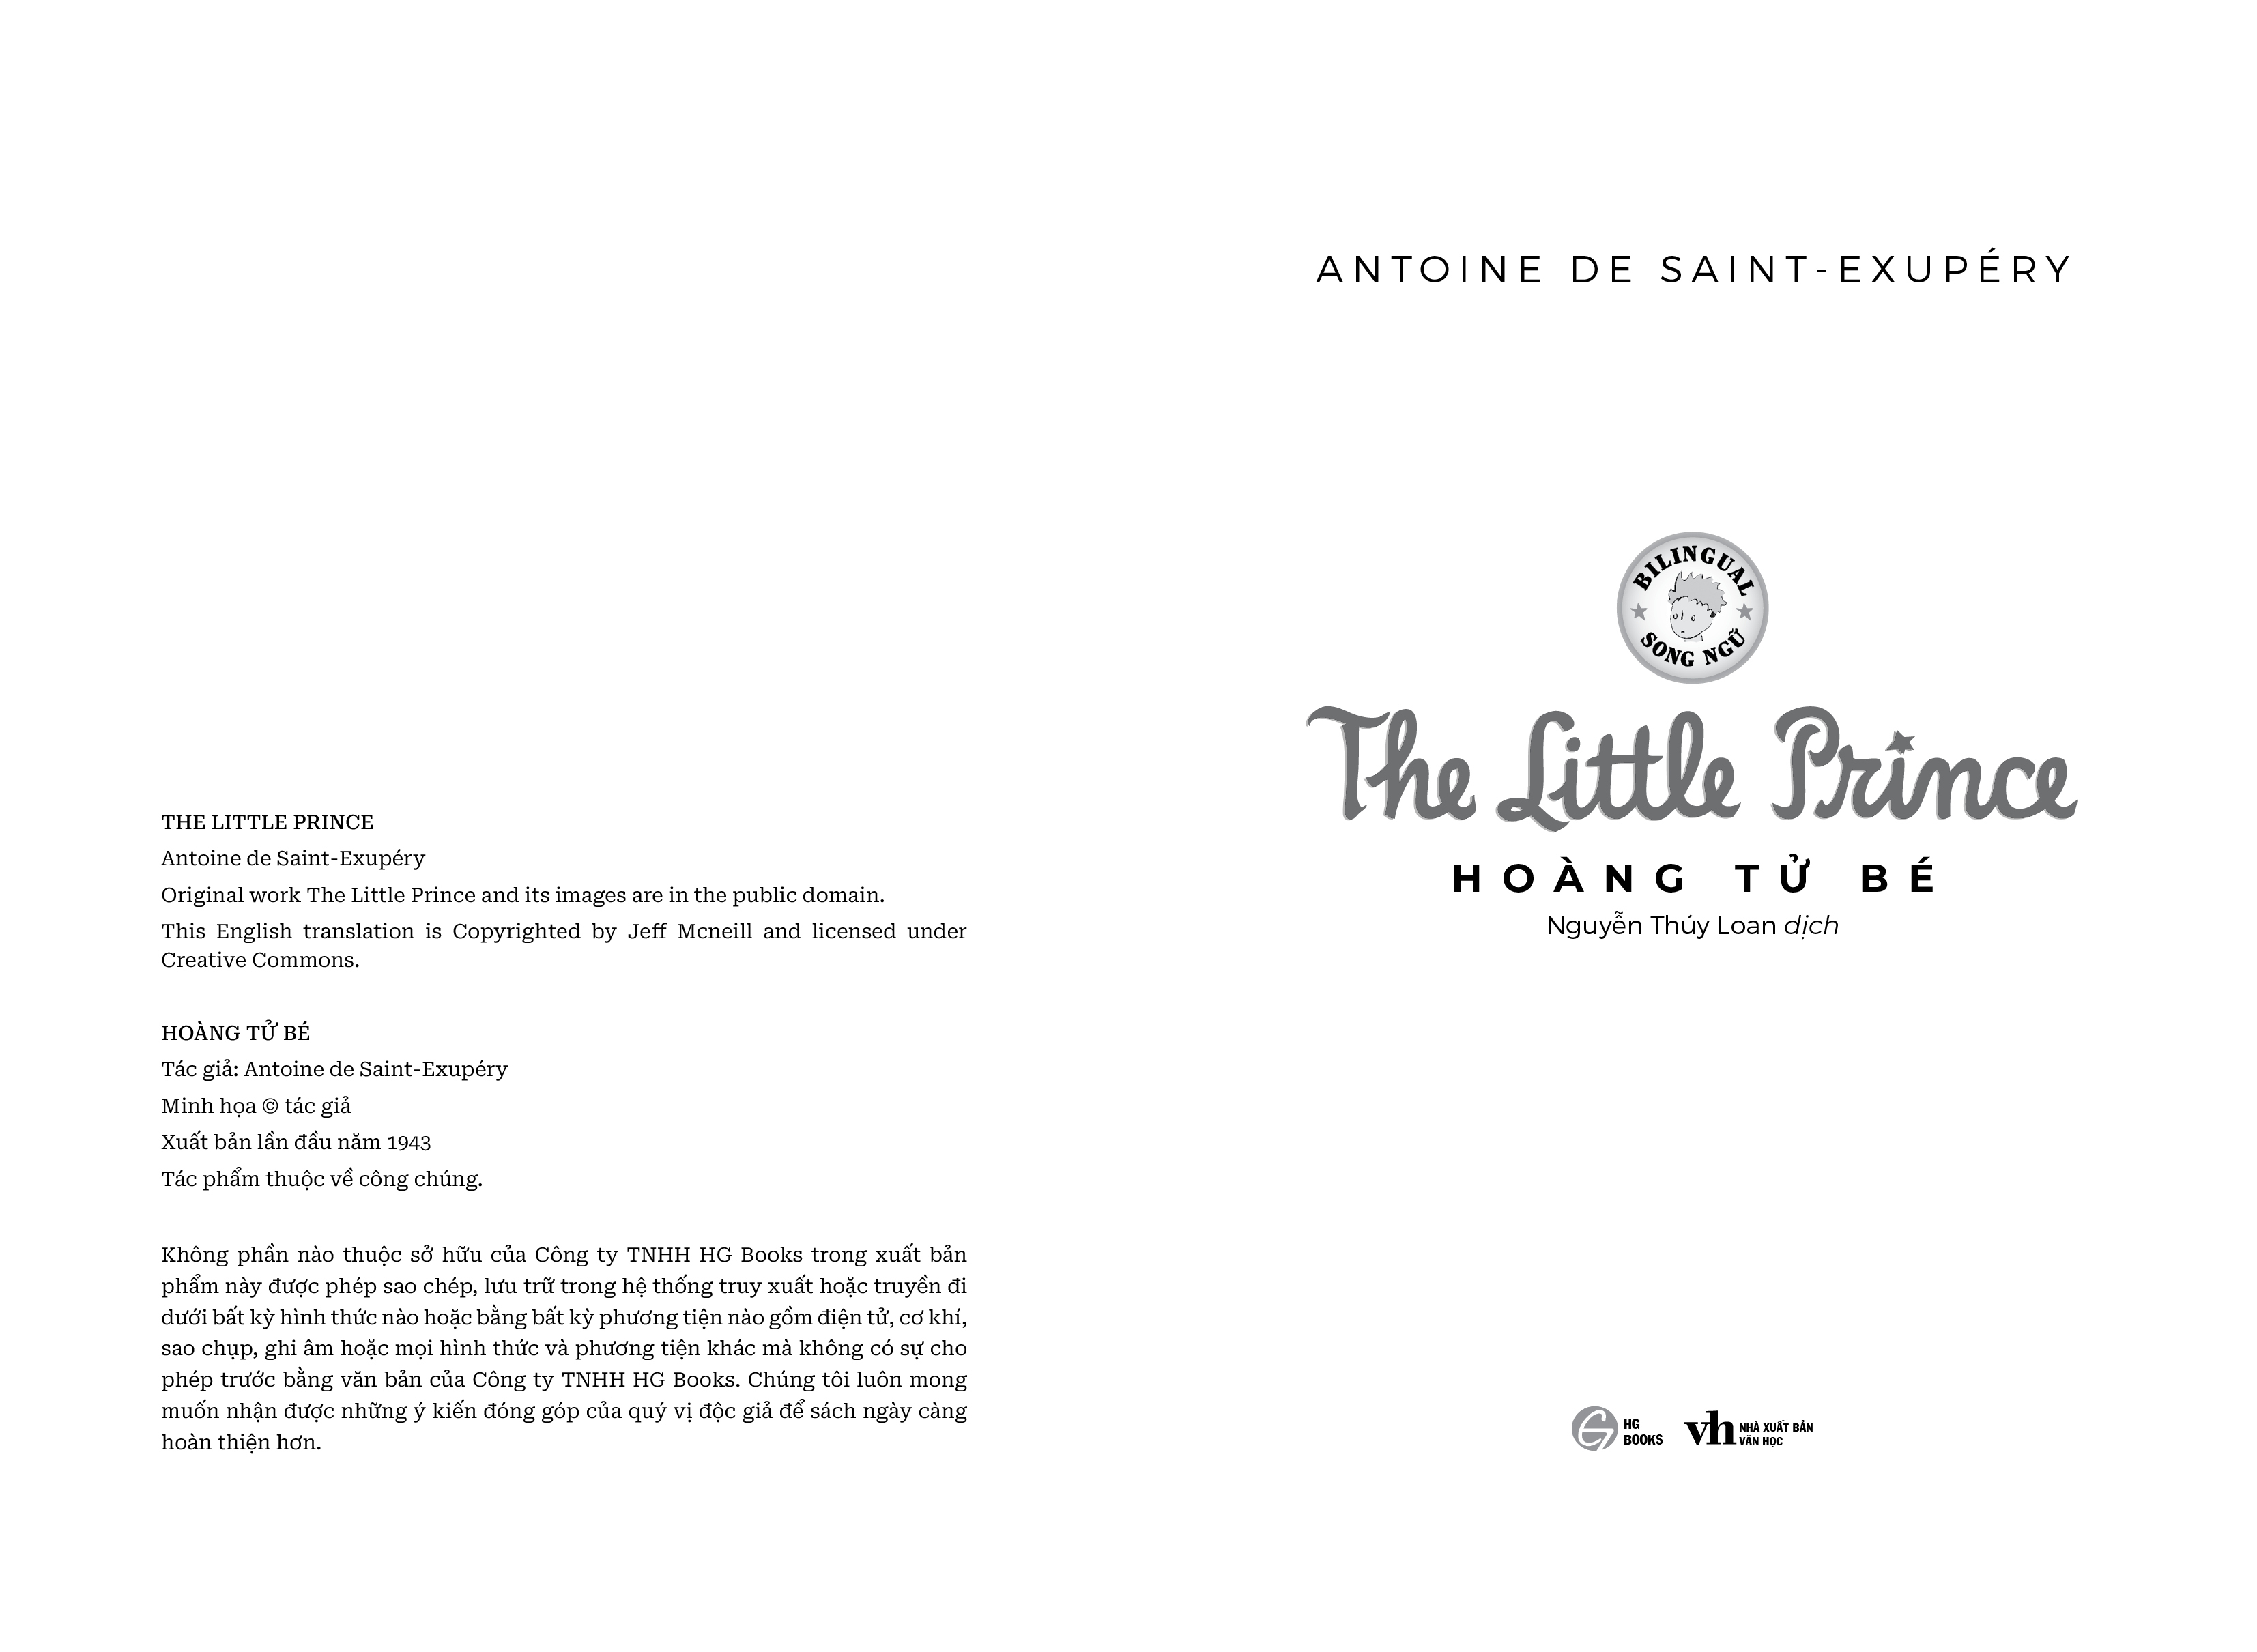 THE LITTLE PRINCE
Antoine de Saint-Exupéry
Original work The Little Prince and its images are in the public domain.
This English translation is Copyrighted by Jeff Mcneill and licensed under
Creative Commons.
HOÀNG TỬ BÉ
Tác giả: Antoine de Saint-Exupéry
Minh họa © tác giả
Xuất bản lần đầu năm 1943
Tác phẩm thuộc về công chúng.
Không phần nào thuộc sở hữu của Công ty TNHH HG Books trong xuất bản
phẩm này được phép sao chép, lưu trữ trong hệ thống truy xuất hoặc truyền đi
dưới bất kỳ hình thức nào hoặc bằng bất kỳ phương tiện nào gồm điện tử, cơ khí,
sao chụp, ghi âm hoặc mọi hình thức và phương tiện khác mà không có sự cho
phép trước bằng văn bản của Công ty TNHH HG Books. Chúng tôi luôn mong
muốn nhận được những ý kiến đóng góp của quý vị độc giả để sách ngày càng
hoàn thiện hơn.
ANTOINE DE SAINT-EXUPÉRY
BILINGUAL
SONG NGỮ
The Little Prince
HOÀNG TỬ BÉ
Nguyễn Thúy Loan dịch
HG
BOOKS
vh NHÀ XUẤT BẢN
VĂN HỌC